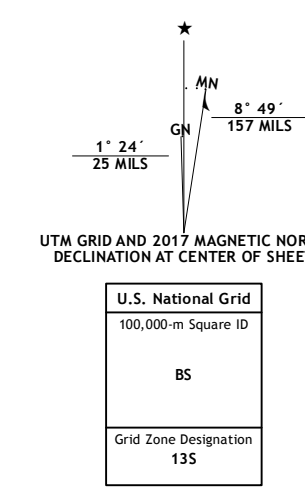 ★
MN
GN
8° 49´
157 MILS
1° 24´
25 MILS
UTM GRID AND 2017 MAGNETIC NOR
DECLINATION AT CENTER OF SHEE
U.S. National Grid
100,000-m Square ID
BS
Grid Zone Designation
13S